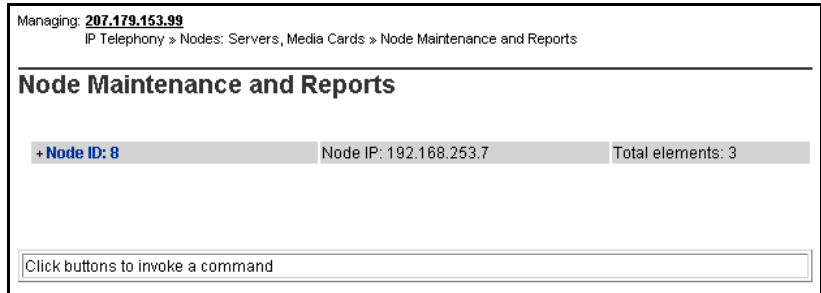 Managing: 207.179.153.99
IP Telephony » Nodes: Servers, Media Cards » Node Maintenance and Reports
Node Maintenance and Reports
+Node ID: 8 Node IP: 192.168.253.7 Total elements: 3
Click buttons to invoke a command